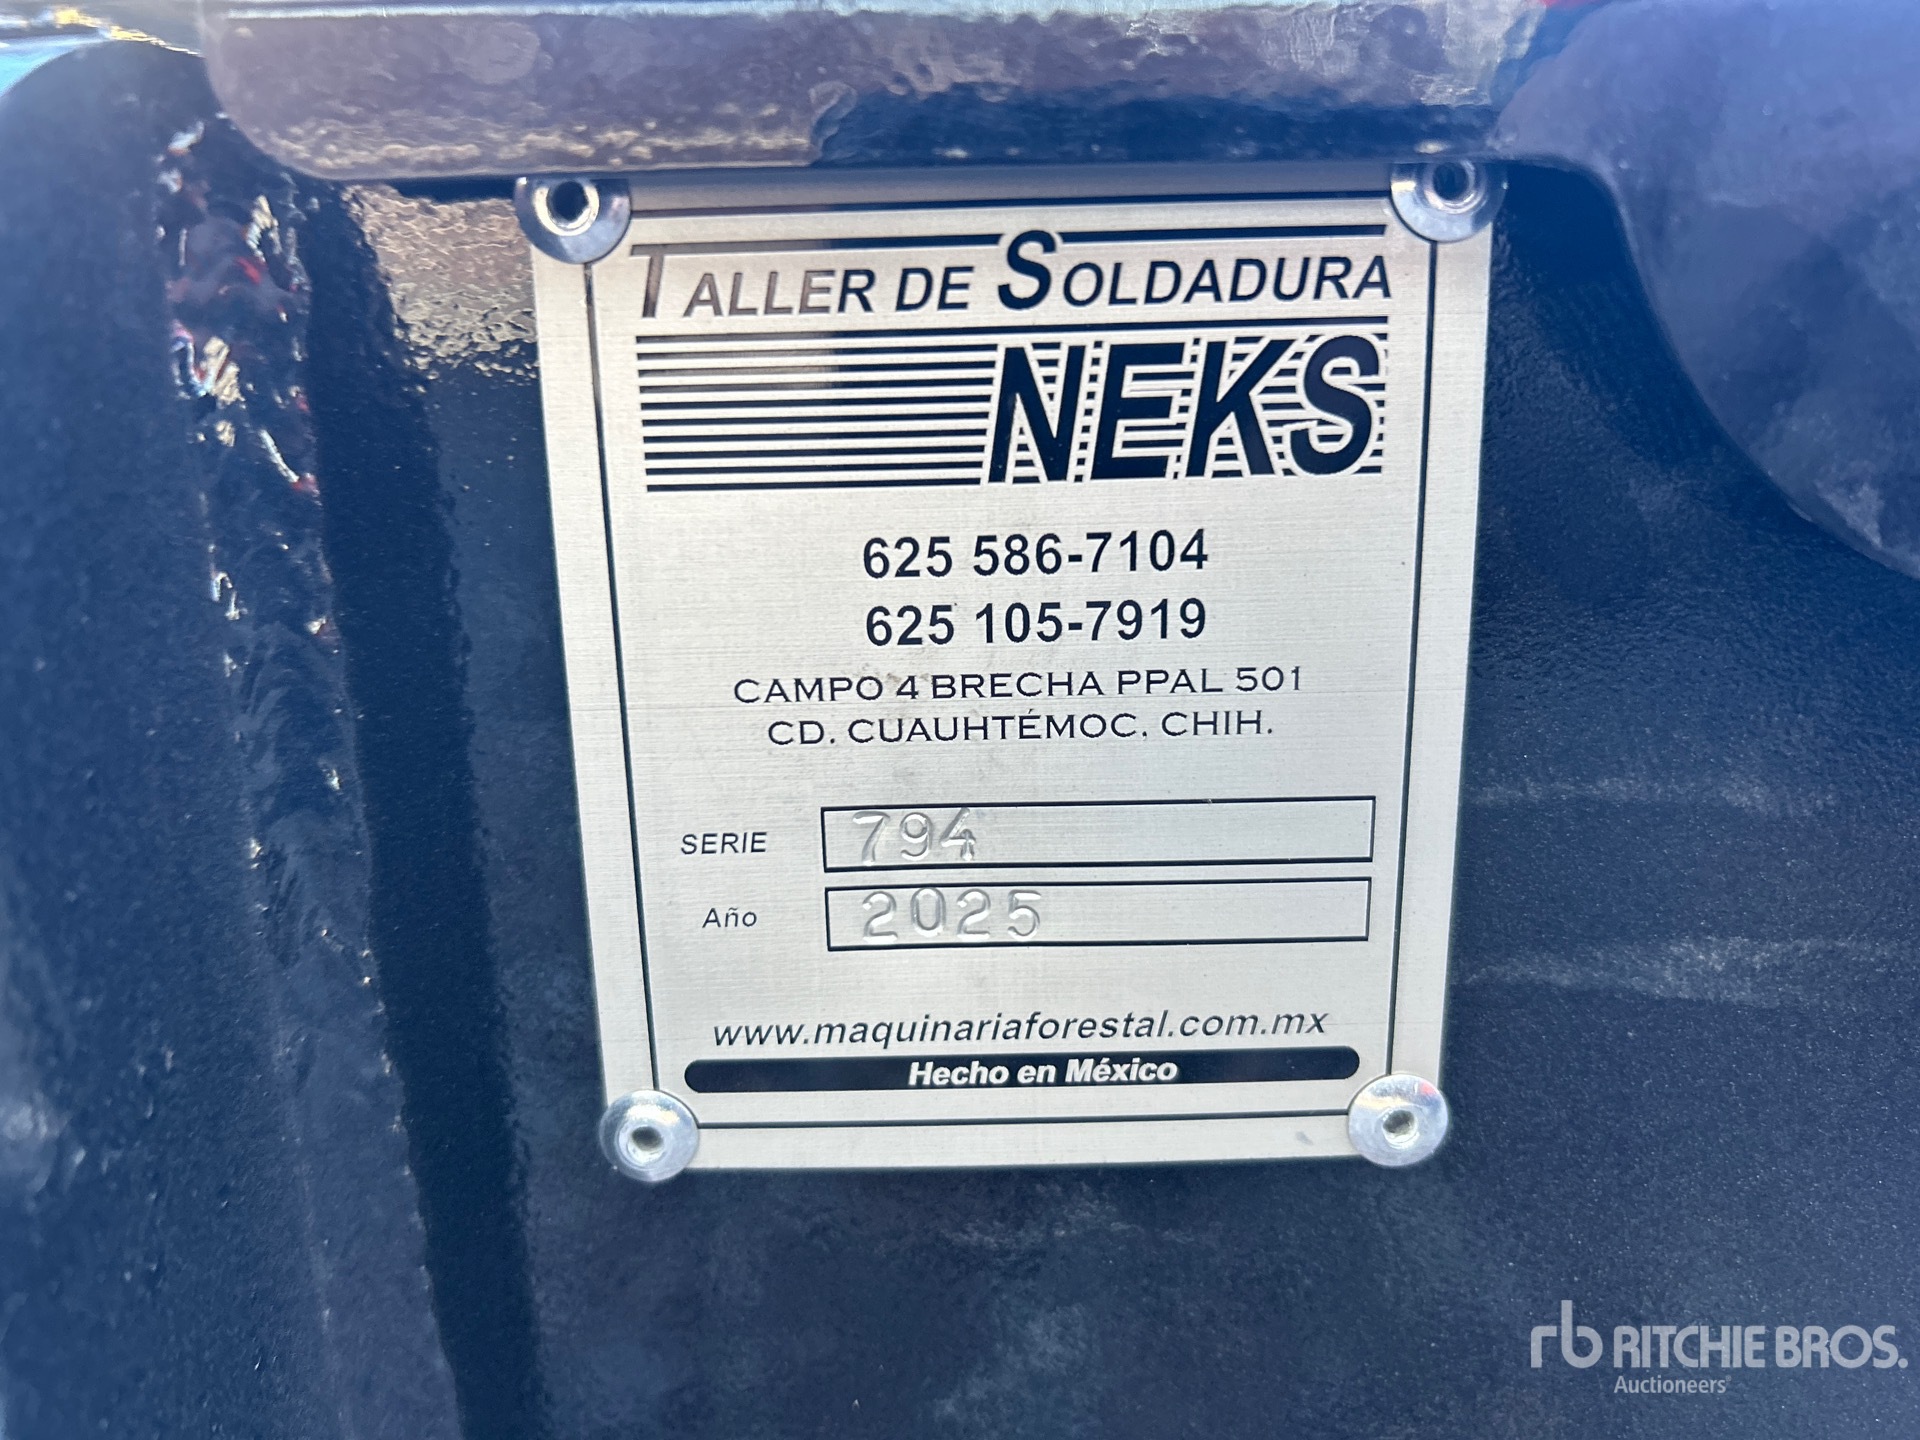 TALLER DE SOLDADURA
NEKS
625 586-7104
625 105-7919
CAMPO 4 BRECHA PPAL 501
CD. CUAUHTÉMOC, CHIH.
SERIE 794
Año 2025
www.maquinariaforestal.com.mx
Hecho en México
rb RITCHIE BROS.
Auctioneers